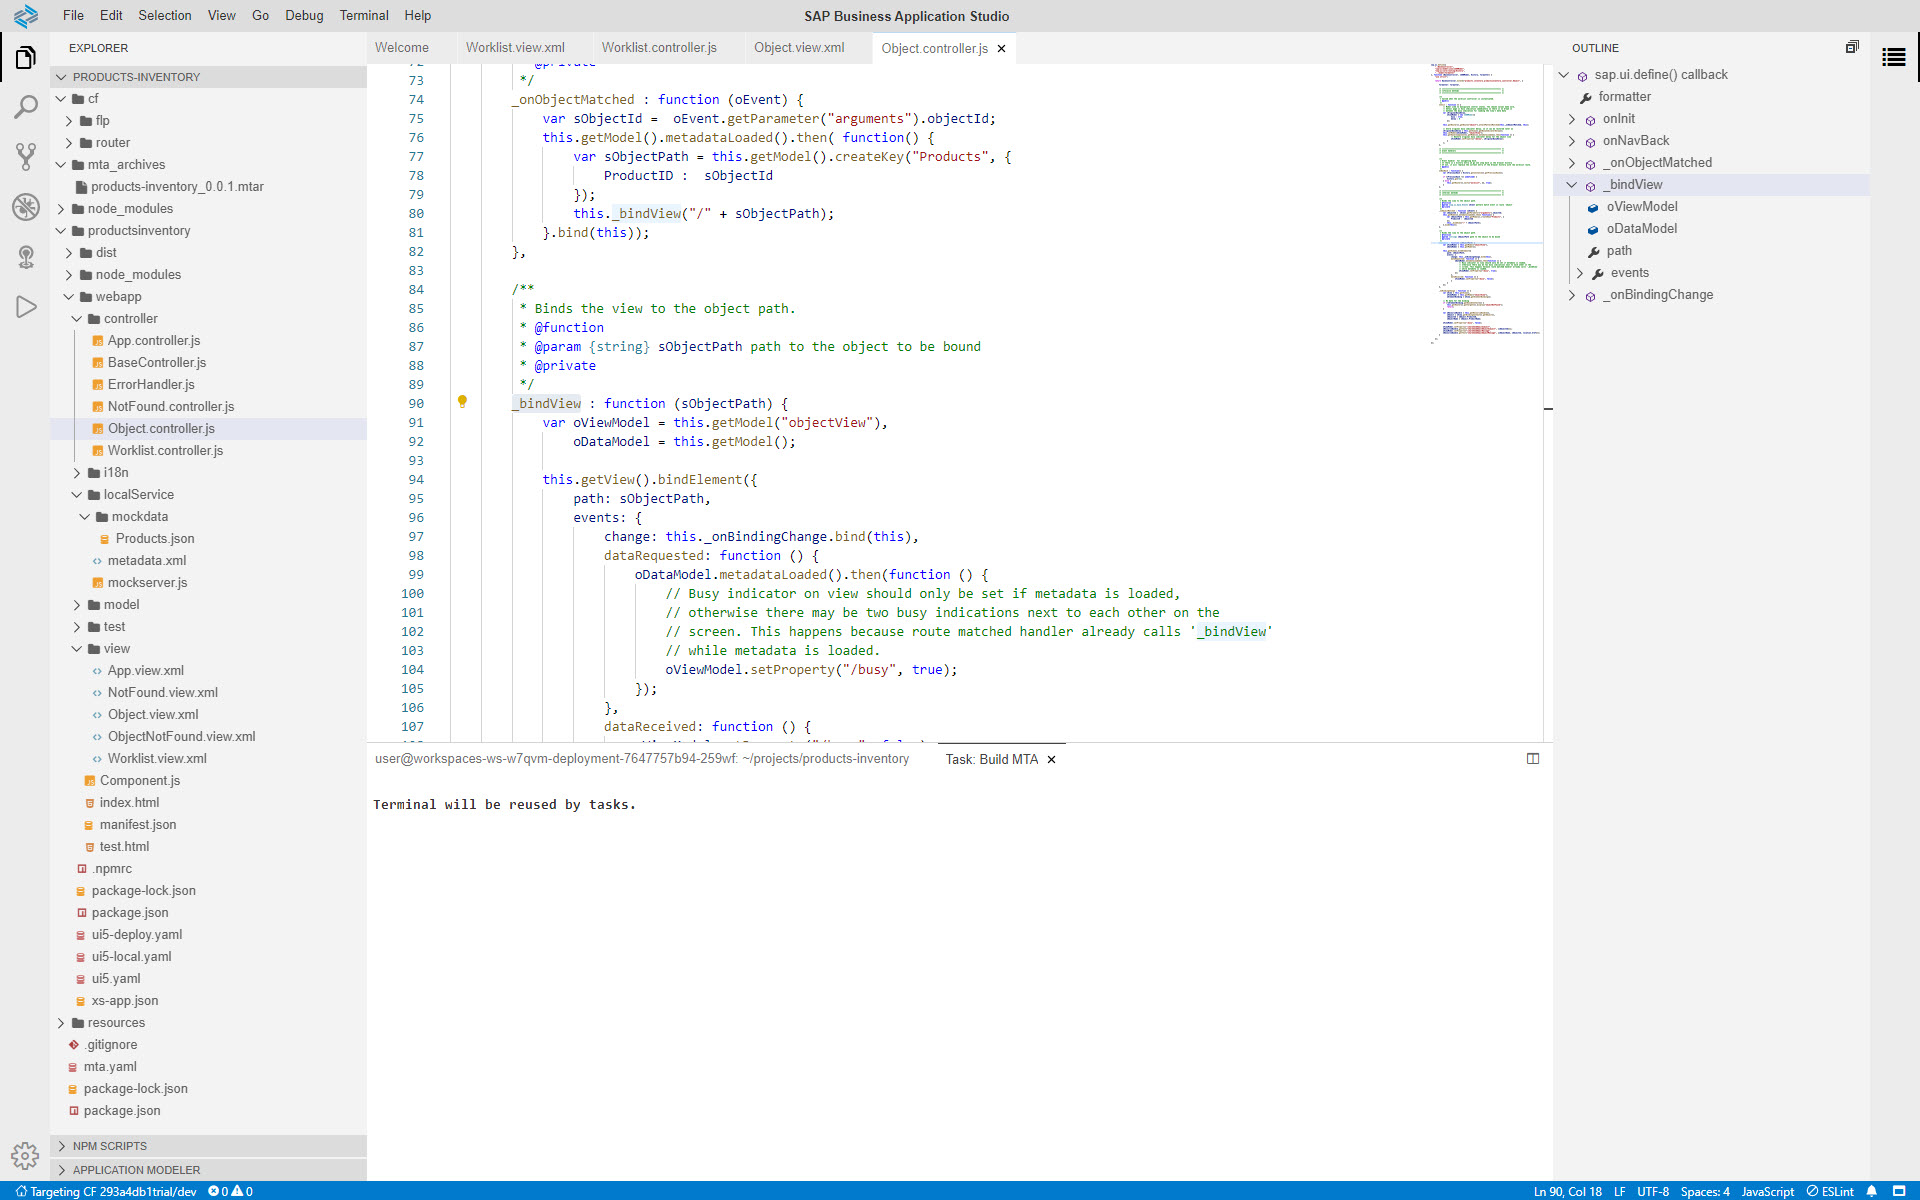 File Edit Selection View Go Debug Terminal Help
SAP Business Application Studio
EXPLORER
PRODUCTS-INVENTORY
cf
flp
router
mta_archives
products-inventory_0.0.1.mtar
node_modules
productsinventory
dist
node_modules
webapp
controller
App.controller.js
BaseController.js
ErrorHandler.js
NotFound.controller.js
Object.controller.js
Worklist.controller.js
i18n
localService
mockdata
Products.json
metadata.xml
mockserver.js
model
test
view
App.view.xml
NotFound.view.xml
Object.view.xml
ObjectNotFound.view.xml
Worklist.view.xml
Component.js
index.html
manifest.json
test.html
.npmrc
package-lock.json
package.json
ui5-deploy.yaml
ui5-local.yaml
ui5.yaml
xs-app.json
resources
.gitignore
mta.yaml
package-lock.json
package.json
NPM SCRIPTS
APPLICATION MODELER
Welcome Worklist.view.xml Worklist.controller.js Object.view.xml Object.controller.js
72 * @private
73 */
74 _onObjectMatched : function (oEvent) {
75 var sObjectId =  oEvent.getParameter("arguments").objectId;
76 this.getModel().metadataLoaded().then( function() {
77 var sObjectPath = this.getModel().createKey("Products", {
78 ProductID :  sObjectId
79 });
80 this._bindView("/" + sObjectPath);
81 }.bind(this));
82 },
83
84 /**
85 * Binds the view to the object path.
86 * @function
87 * @param {string} sObjectPath path to the object to be bound
88 * @private
89 */
90 _bindView : function (sObjectPath) {
91 var oViewModel = this.getModel("objectView"),
92 oDataModel = this.getModel();
93
94 this.getView().bindElement({
95 path: sObjectPath,
96 events: {
97 change: this._onBindingChange.bind(this),
98 dataRequested: function () {
99 oDataModel.metadataLoaded().then(function () {
100 // Busy indicator on view should only be set if metadata is loaded,
101 // otherwise there may be two busy indications next to each other on the
102 // screen. This happens because route matched handler already calls '_bindView'
103 // while metadata is loaded.
104 oViewModel.setProperty("/busy", true);
105 });
106 },
107 dataReceived: function () {
user@workspaces-ws-w7qvm-deployment-7647757b94-259wf: ~/projects/products-inventory Task: Build MTA
Terminal will be reused by tasks.
OUTLINE
sap.ui.define() callback
formatter
onInit
onNavBack
_onObjectMatched
_bindView
oViewModel
oDataModel
path
events
_onBindingChange
Targeting CF 293a4db1trial/dev 0 0 Ln 90, Col 18 LF UTF-8 Spaces: 4 JavaScript ESLint